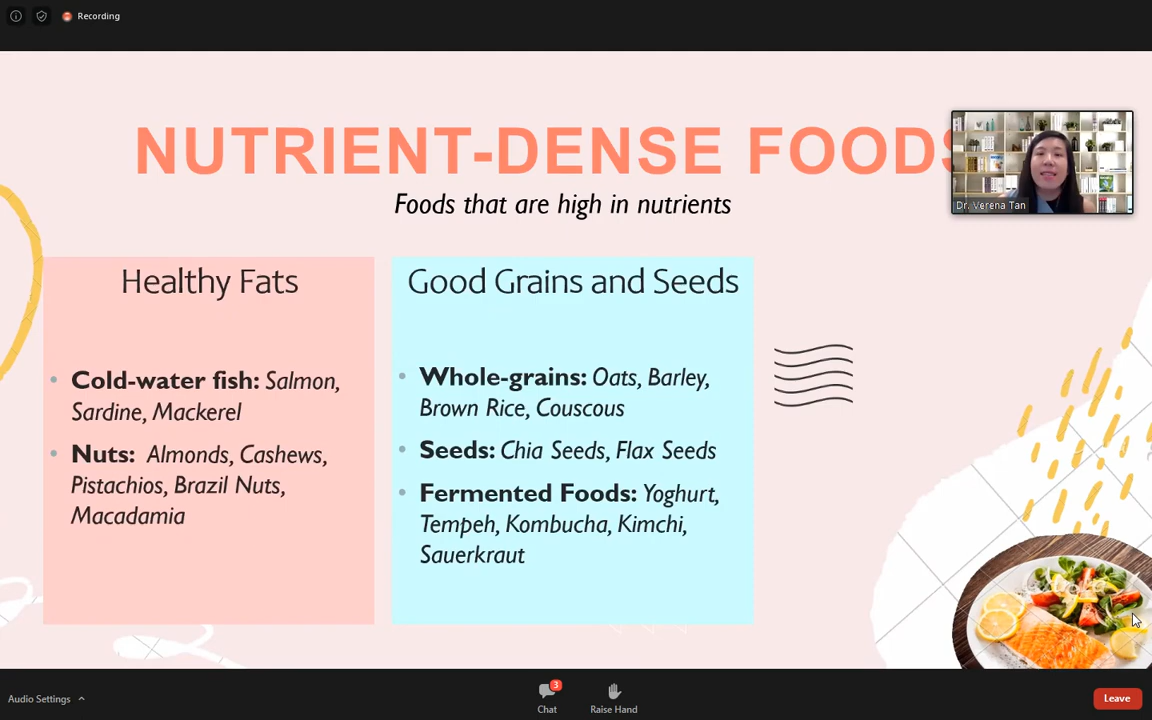 Recording
NUTRIENT-DENSE FOODS
Foods that are high in nutrients
Dr. Verena Tan
Healthy Fats
• Cold-water fish: Salmon,
Sardine, Mackerel
• Nuts: Almonds, Cashews,
Pistachios, Brazil Nuts,
Macadamia
Good Grains and Seeds
• Whole-grains: Oats, Barley,
Brown Rice, Couscous
• Seeds: Chia Seeds, Flax Seeds
• Fermented Foods: Yoghurt,
Tempeh, Kombucha, Kimchi,
Sauerkraut
Audio Settings
3
Chat
Raise Hand
Leave